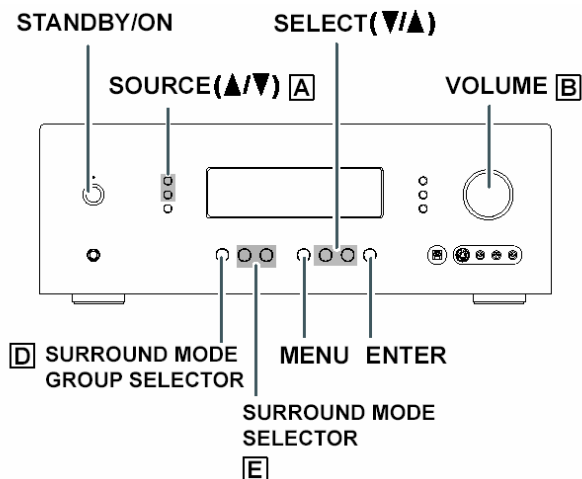 STANDBY/ON
SELECT(▼/▲)
SOURCE(▲/▼) A
VOLUME B
D SURROUND MODE
GROUP SELECTOR
MENU
ENTER
SURROUND MODE
SELECTOR
E